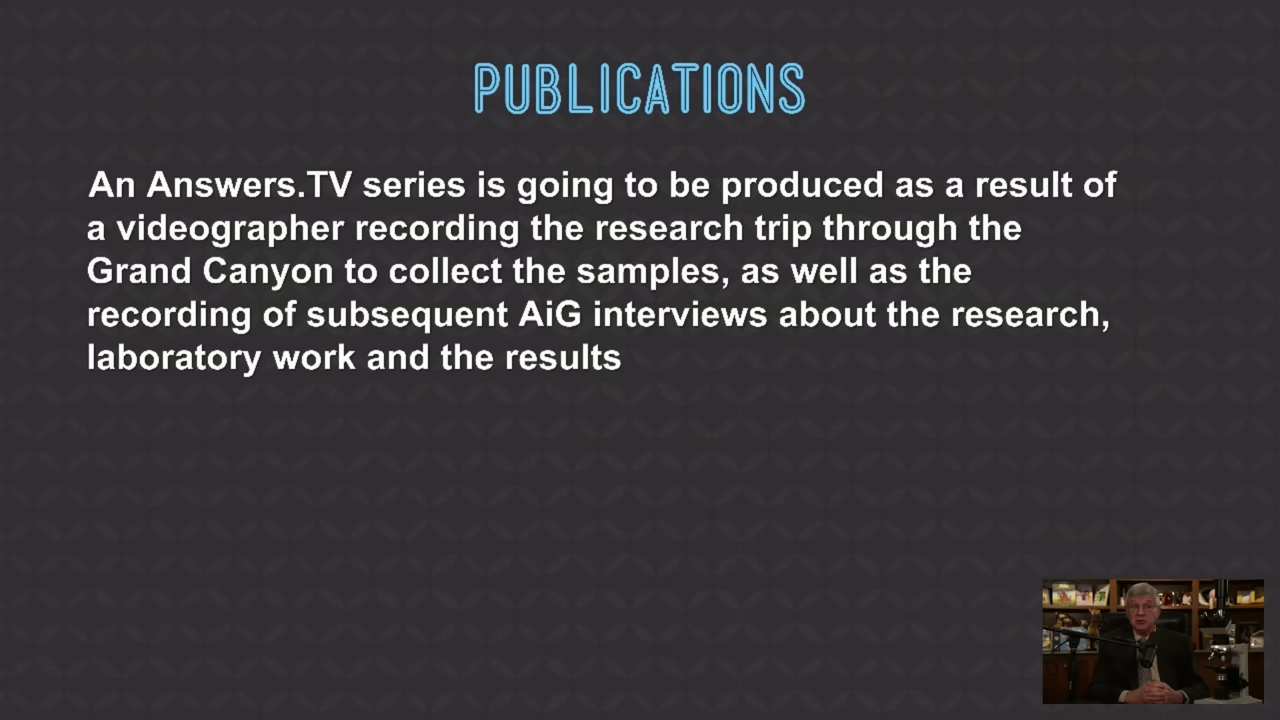 PUBLICATIONS
An Answers.TV series is going to be produced as a result of
a videographer recording the research trip through the
Grand Canyon to collect the samples, as well as the
recording of subsequent AiG interviews about the research,
laboratory work and the results